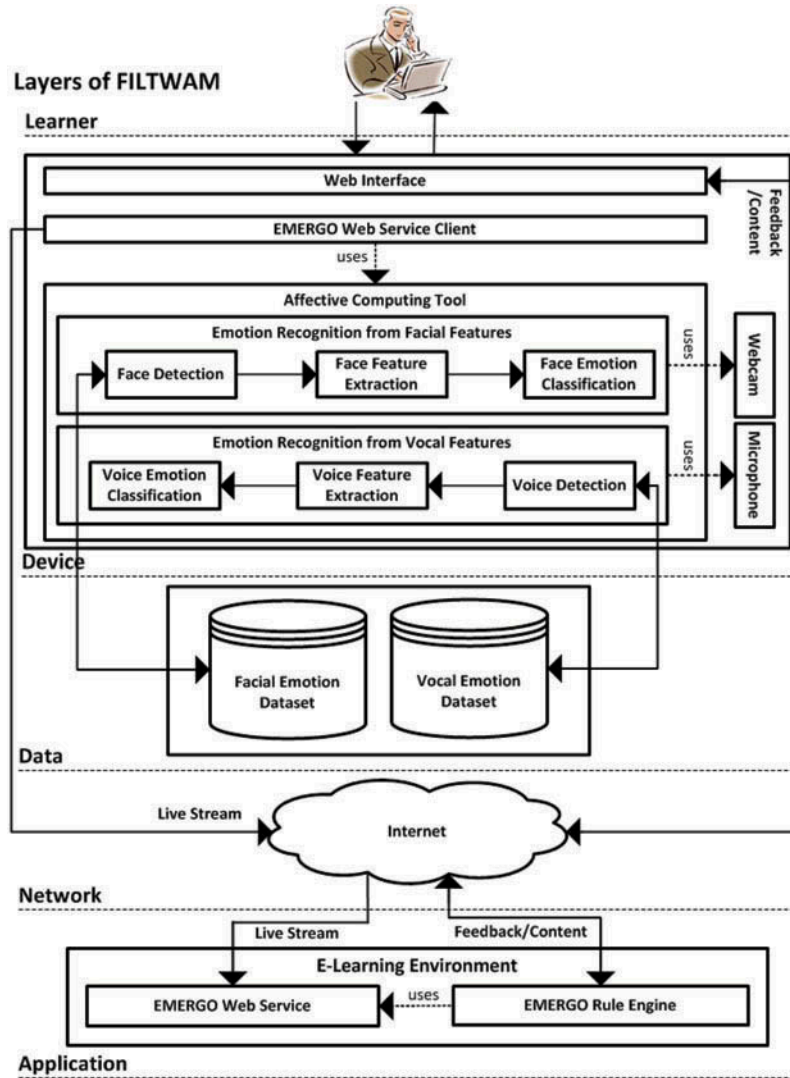 Layers of FILTWAM
Learner
Web Interface
Feedback
/Content
EMERGO Web Service Client
uses
Affective Computing Tool
Emotion Recognition from Facial Features
Face Detection
Face Feature
Extraction
Face Emotion
Classification
uses
Webcam
Emotion Recognition from Vocal Features
Voice Emotion
Classification
Voice Feature
Extraction
Voice Detection
uses
Microphone
Device
Facial Emotion
Dataset
Vocal Emotion
Dataset
Data
Live Stream
Internet
Network
Live Stream
Feedback/Content
E-Learning Environment
EMERGO Web Service
uses
EMERGO Rule Engine
Application